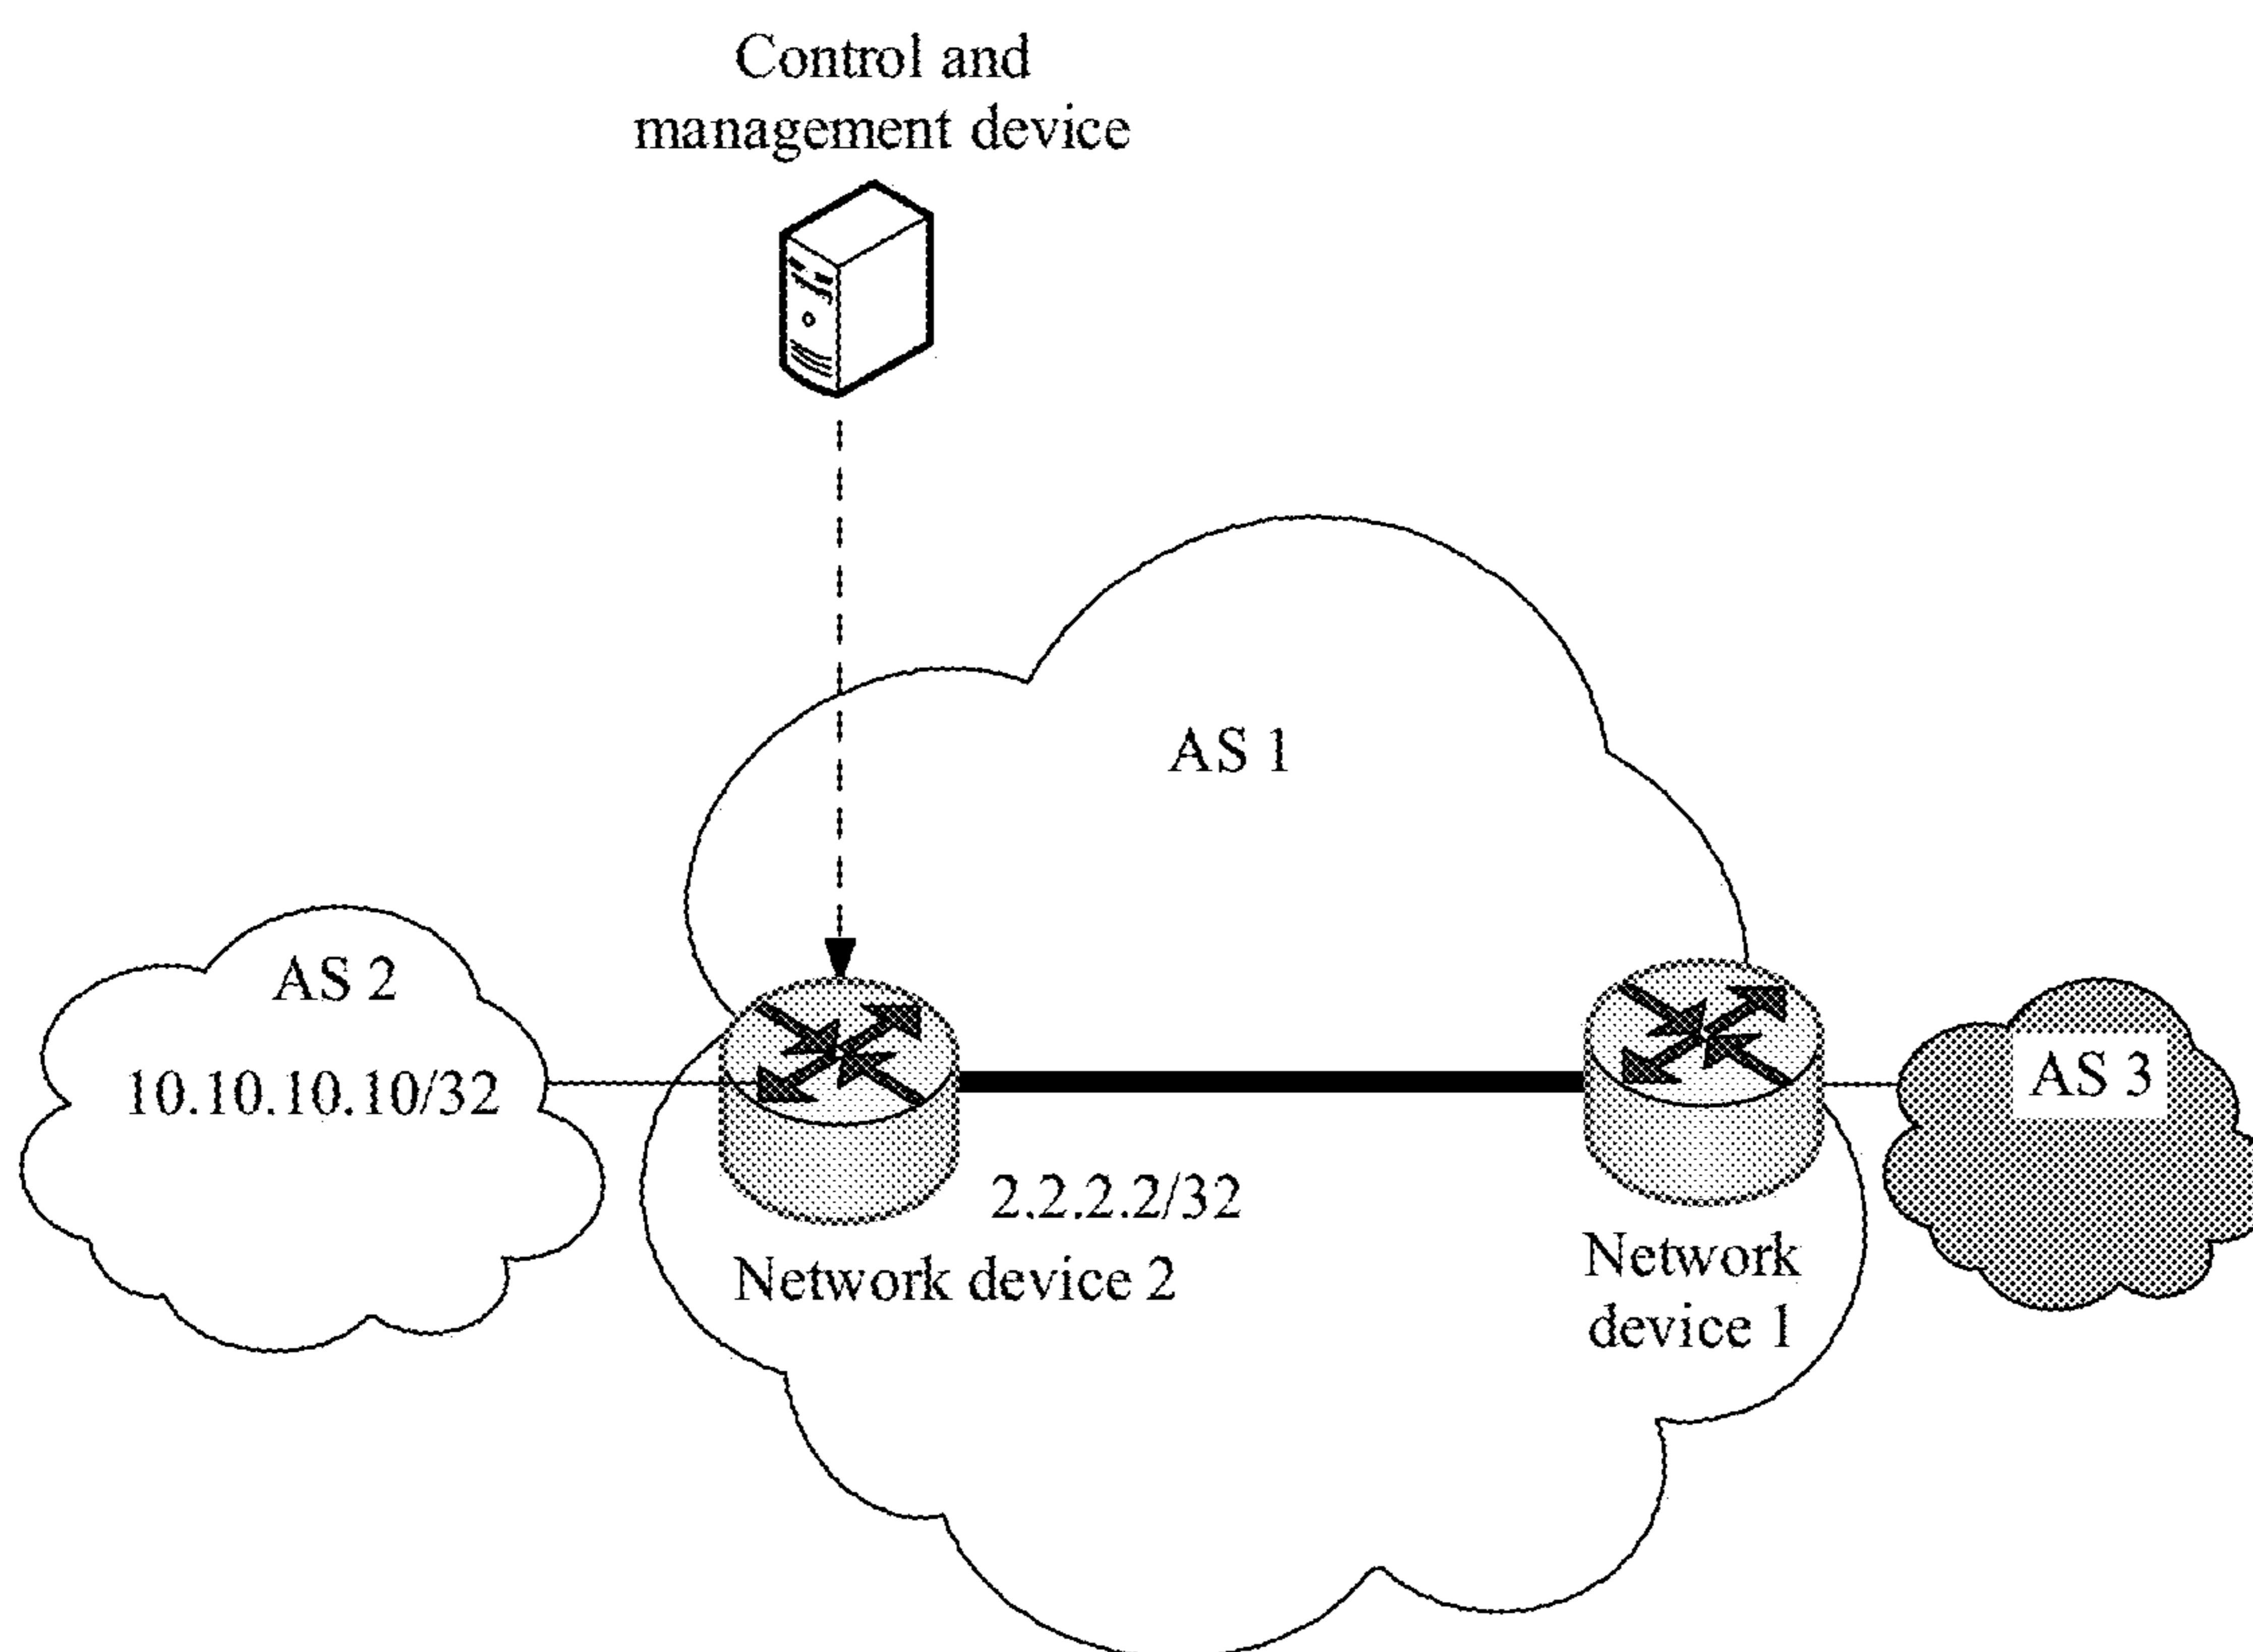 Control and
management device
AS 1
AS 2
10.10.10.10/32
AS 3
2.2.2.2/32
Network device 2
Network
device 1